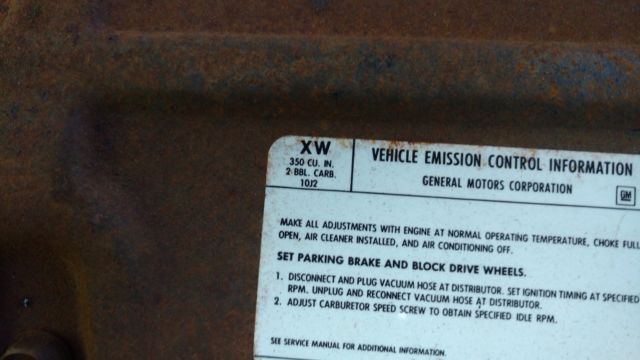 XW
350 CU. IN.
2 BBL. CARB.
10J2
VEHICLE EMISSION CONTROL INFORMATION
GENERAL MOTORS CORPORATION
GM
MAKE ALL ADJUSTMENTS WITH ENGINE AT NORMAL OPERATING TEMPERATURE, CHOKE FULL
OPEN, AIR CLEANER INSTALLED, AND AIR CONDITIONING OFF.
SET PARKING BRAKE AND BLOCK DRIVE WHEELS.
1. DISCONNECT AND PLUG VACUUM HOSE AT DISTRIBUTOR. SET IGNITION TIMING AT SPECIFIED
RPM. UNPLUG AND RECONNECT VACUUM HOSE AT DISTRIBUTOR.
2. ADJUST CARBURETOR SPEED SCREW TO OBTAIN SPECIFIED IDLE RPM.
SEE SERVICE MANUAL FOR ADDITIONAL INFORMATION.